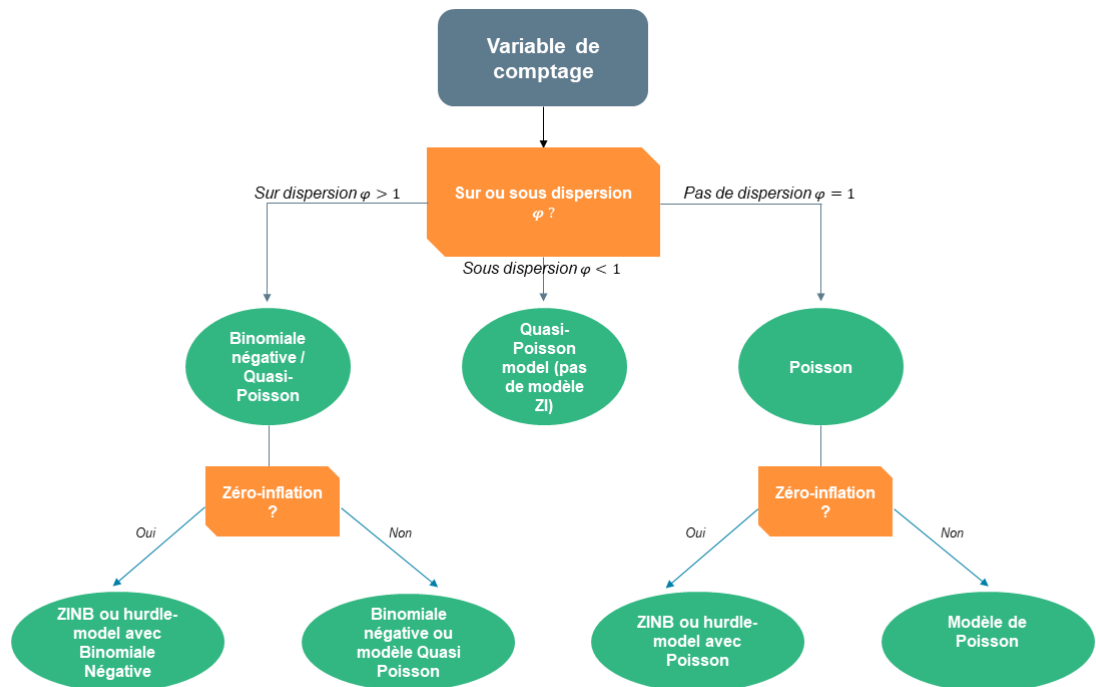 Variable de
comptage
Sur dispersion φ > 1
Sur ou sous dispersion
φ ?
Pas de dispersion φ = 1
Sous dispersion φ < 1
Binomiale
négative /
Quasi-
Poisson
Quasi-
Poisson
model (pas
de modèle
ZI)
Poisson
Zéro-inflation
?
Zéro-inflation
?
Oui
Non
Oui
Non
ZINB ou hurdle-
model avec
Binomiale
Négative
Binomiale
négative ou
modèle Quasi
Poisson
ZINB ou hurdle-
model avec
Poisson
Modèle de
Poisson